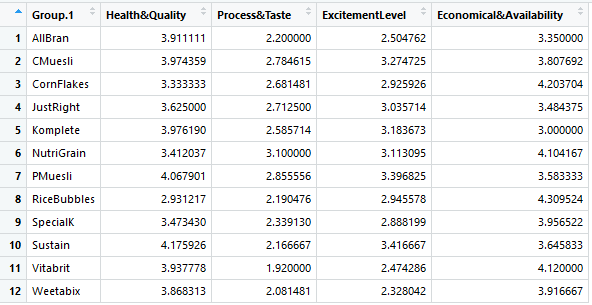 Group.1 Health&Quality Process&Taste ExcitementLevel Economical&Availability
1 AllBran 3.911111 2.200000 2.504762 3.350000
2 CMuesli 3.974359 2.784615 3.274725 3.807692
3 CornFlakes 3.333333 2.681481 2.925926 4.203704
4 JustRight 3.625000 2.712500 3.035714 3.484375
5 Komplete 3.976190 2.585714 3.183673 3.000000
6 NutriGrain 3.412037 3.100000 3.113095 4.104167
7 PMuesli 4.067901 2.855556 3.396825 3.583333
8 RiceBubbles 2.931217 2.190476 2.945578 4.309524
9 SpecialK 3.473430 2.339130 2.888199 3.956522
10 Sustain 4.175926 2.166667 3.416667 3.645833
11 Vitabrit 3.937778 1.920000 2.474286 4.120000
12 Weetabix 3.868313 2.081481 2.328042 3.916667